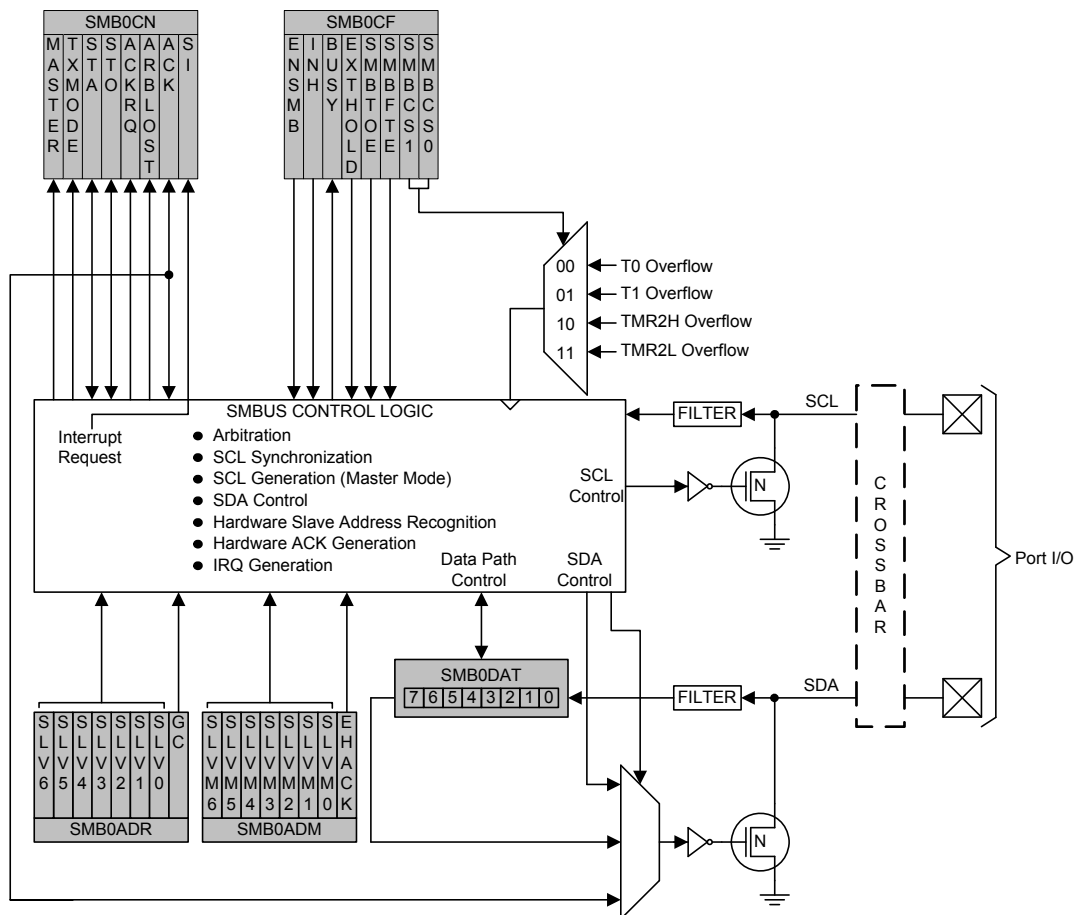 SMB0CN
MASTER
TXMODE
STA
STO
ACKRQ
ARBLOST
ACK
SI
SMB0CF
ENSMB
INH
BUSY
EXTHOLD
SMBTOE
SMBFTE
SMBCS1
SMBCS0
00
T0 Overflow
01
T1 Overflow
10
TMR2H Overflow
11
TMR2L Overflow
SMBUS CONTROL LOGIC
Interrupt
Request
● Arbitration
● SCL Synchronization
● SCL Generation (Master Mode)
● SDA Control
● Hardware Slave Address Recognition
● Hardware ACK Generation
● IRQ Generation
SCL
Control
Data Path
Control
SDA
Control
FILTER
SCL
N
CROSSBAR
Port I/O
SMB0DAT
7 6 5 4 3 2 1 0
FILTER
SDA
N
SLV6
SLV5
SLV4
SLV3
SLV2
SLV1
SLV0
GC
SMB0ADR
SLVM6
SLVM5
SLVM4
SLVM3
SLVM2
SLVM1
SLVM0
EHACK
SMB0ADM